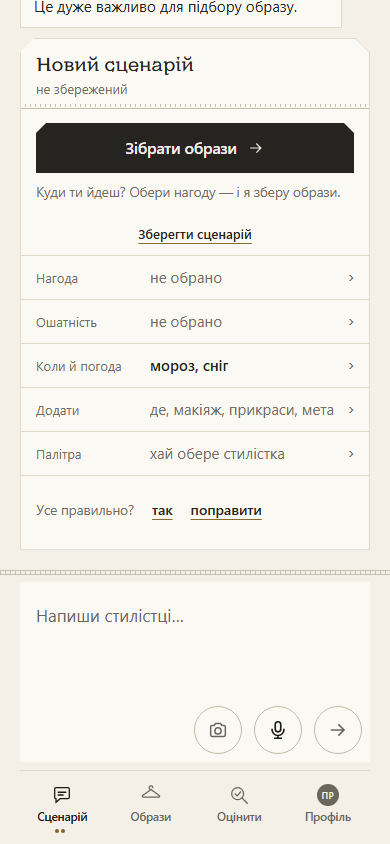 Це дуже важливо для підбору образу.
Новий сценарій
не збережений
Зібрати образи →
Куди ти йдеш? Обери нагоду — і я зберу образи.
Зберегти сценарій
Нагода не обрано
Ошатність не обрано
Коли й погода мороз, сніг
Додати де, макіяж, прикраси, мета
Палітра хай обере стилістка
Усе правильно? так поправити
Напиши стилістці...
ПР
Сценарій Образи Оцінити Профіль